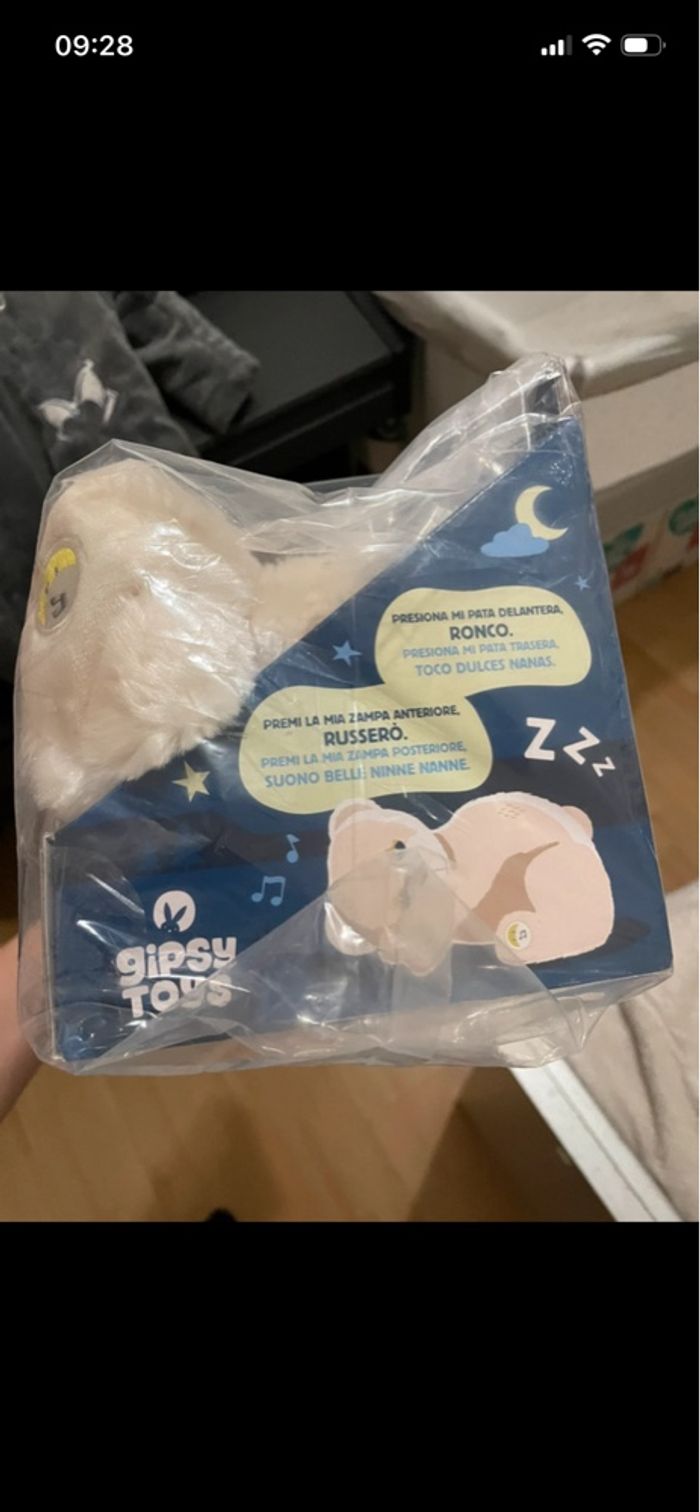 09:28
PRESIONA MI PATA DELANTERA,
RONCO.
PRESIONA MI PATA TRASERA,
TOCO DULCES NANAS.
PREMI LA MIA ZAMPA ANTERIORE,
RUSSERÒ.
PREMI LA MIA ZAMPA POSTERIORE,
SUONO BELLE NINNE NANNE.
ZZz
gipsy
TOYS